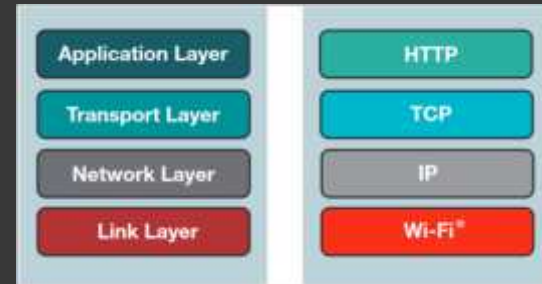 Application Layer
Transport Layer
Network Layer
Link Layer
HTTP
TCP
IP
Wi-Fi®